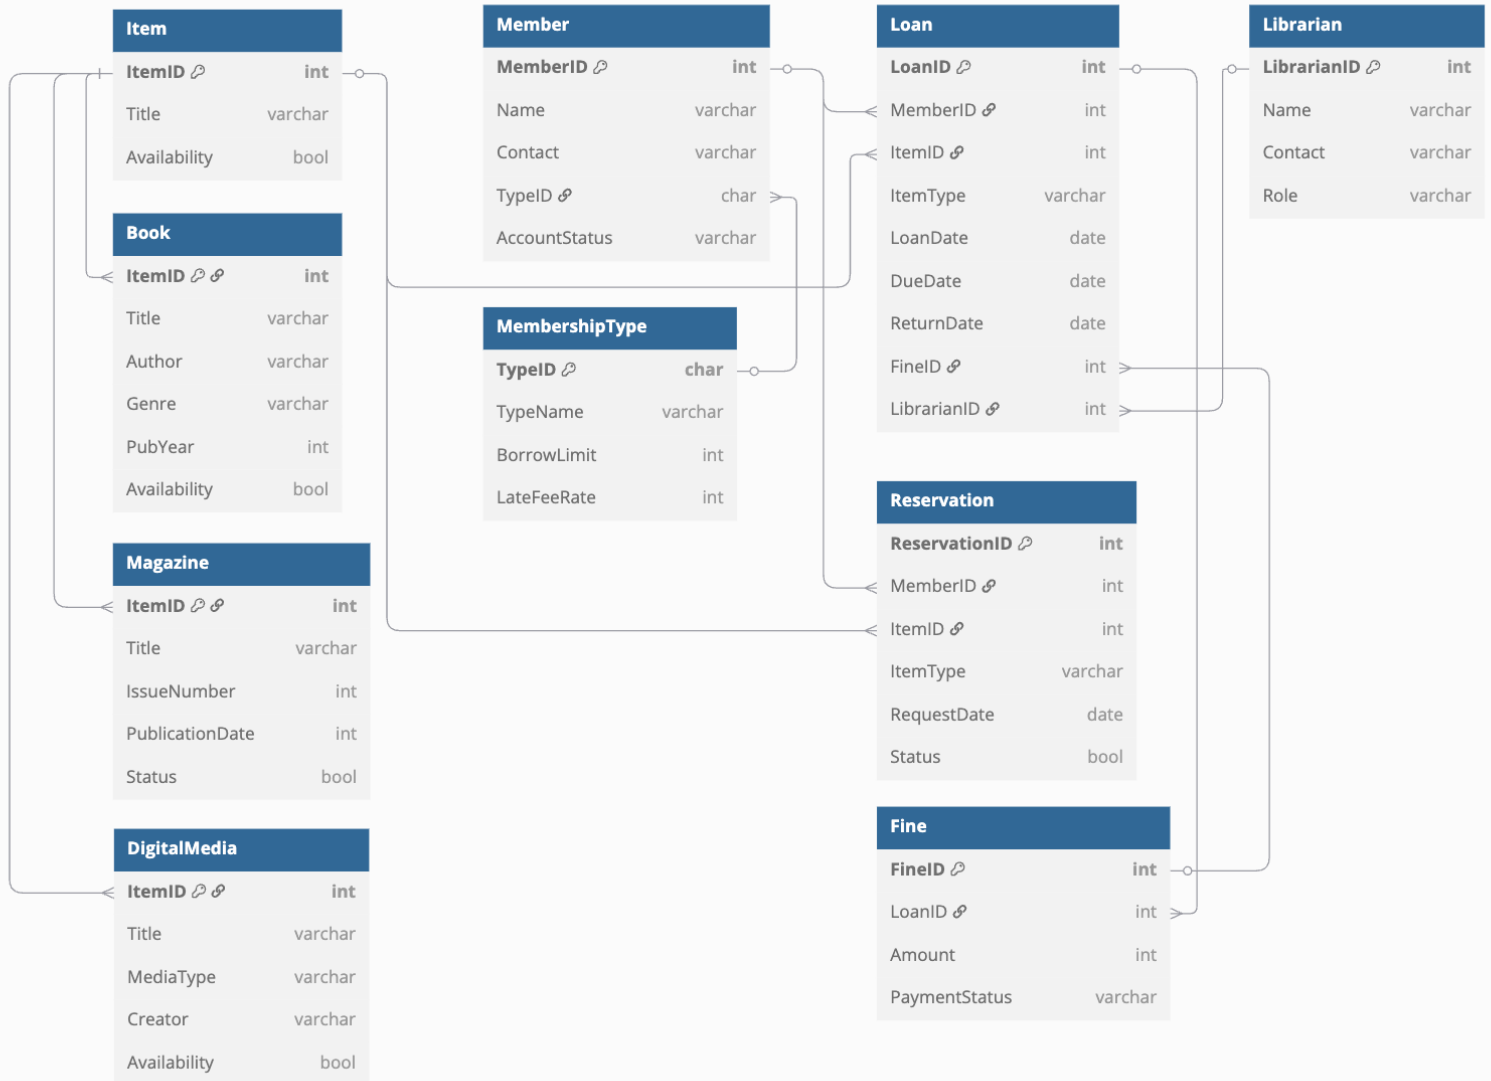 Item
ItemID int
Title varchar
Availability bool
Book
ItemID int
Title varchar
Author varchar
Genre varchar
PubYear int
Availability bool
Magazine
ItemID int
Title varchar
IssueNumber int
PublicationDate int
Status bool
DigitalMedia
ItemID int
Title varchar
MediaType varchar
Creator varchar
Availability bool
Member
MemberID int
Name varchar
Contact varchar
TypeID char
AccountStatus varchar
MembershipType
TypeID char
TypeName varchar
BorrowLimit int
LateFeeRate int
Loan
LoanID int
MemberID int
ItemID int
ItemType varchar
LoanDate date
DueDate date
ReturnDate date
FineID int
LibrarianID int
Reservation
ReservationID int
MemberID int
ItemID int
ItemType varchar
RequestDate date
Status bool
Fine
FineID int
LoanID int
Amount int
PaymentStatus varchar
Librarian
LibrarianID int
Name varchar
Contact varchar
Role varchar